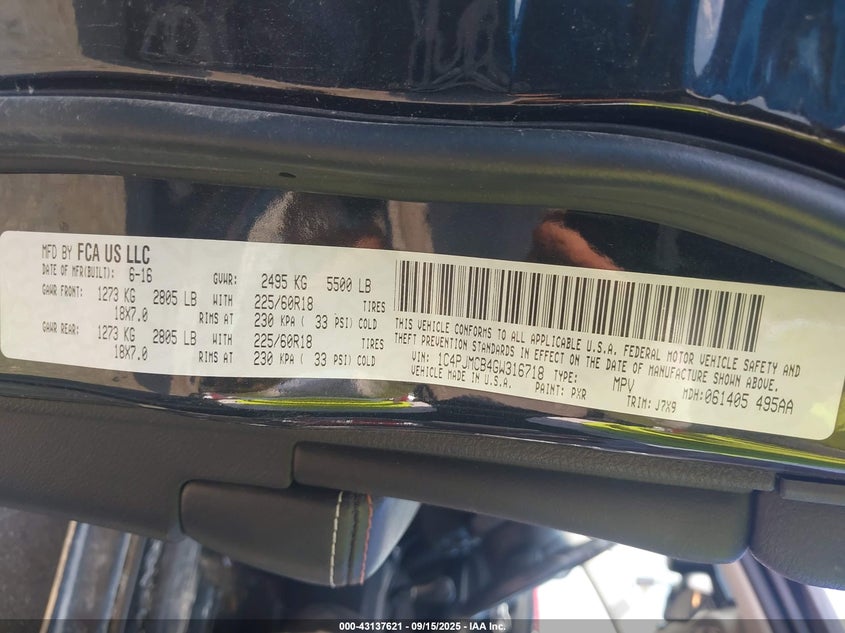 MFD BY FCA US LLC
DATE OF MFR(BUILT): 6-16 GVWR: 2495 KG 5500 LB
GAWR FRONT: 1273 KG 2805 LB WITH 225/60R18 TIRES
18X7.0 RIMS AT 230 KPA ( 33 PSI) COLD
GAWR REAR: 1273 KG 2805 LB WITH 225/60R18 TIRES
18X7.0 RIMS AT 230 KPA ( 33 PSI) COLD
THIS VEHICLE CONFORMS TO ALL APPLICABLE U.S.A. FEDERAL MOTOR VEHICLE SAFETY AND
THEFT PREVENTION STANDARDS IN EFFECT ON THE DATE OF MANUFACTURE SHOWN ABOVE.
VIN: 1C4PJMCB4GW316718 TYPE: MPV MDH:061405 495AA
VEHICLE MADE IN U.S.A. PAINT: PXR TRIM: J7X9
000-43137621 - 09/15/2025 - IAA Inc.